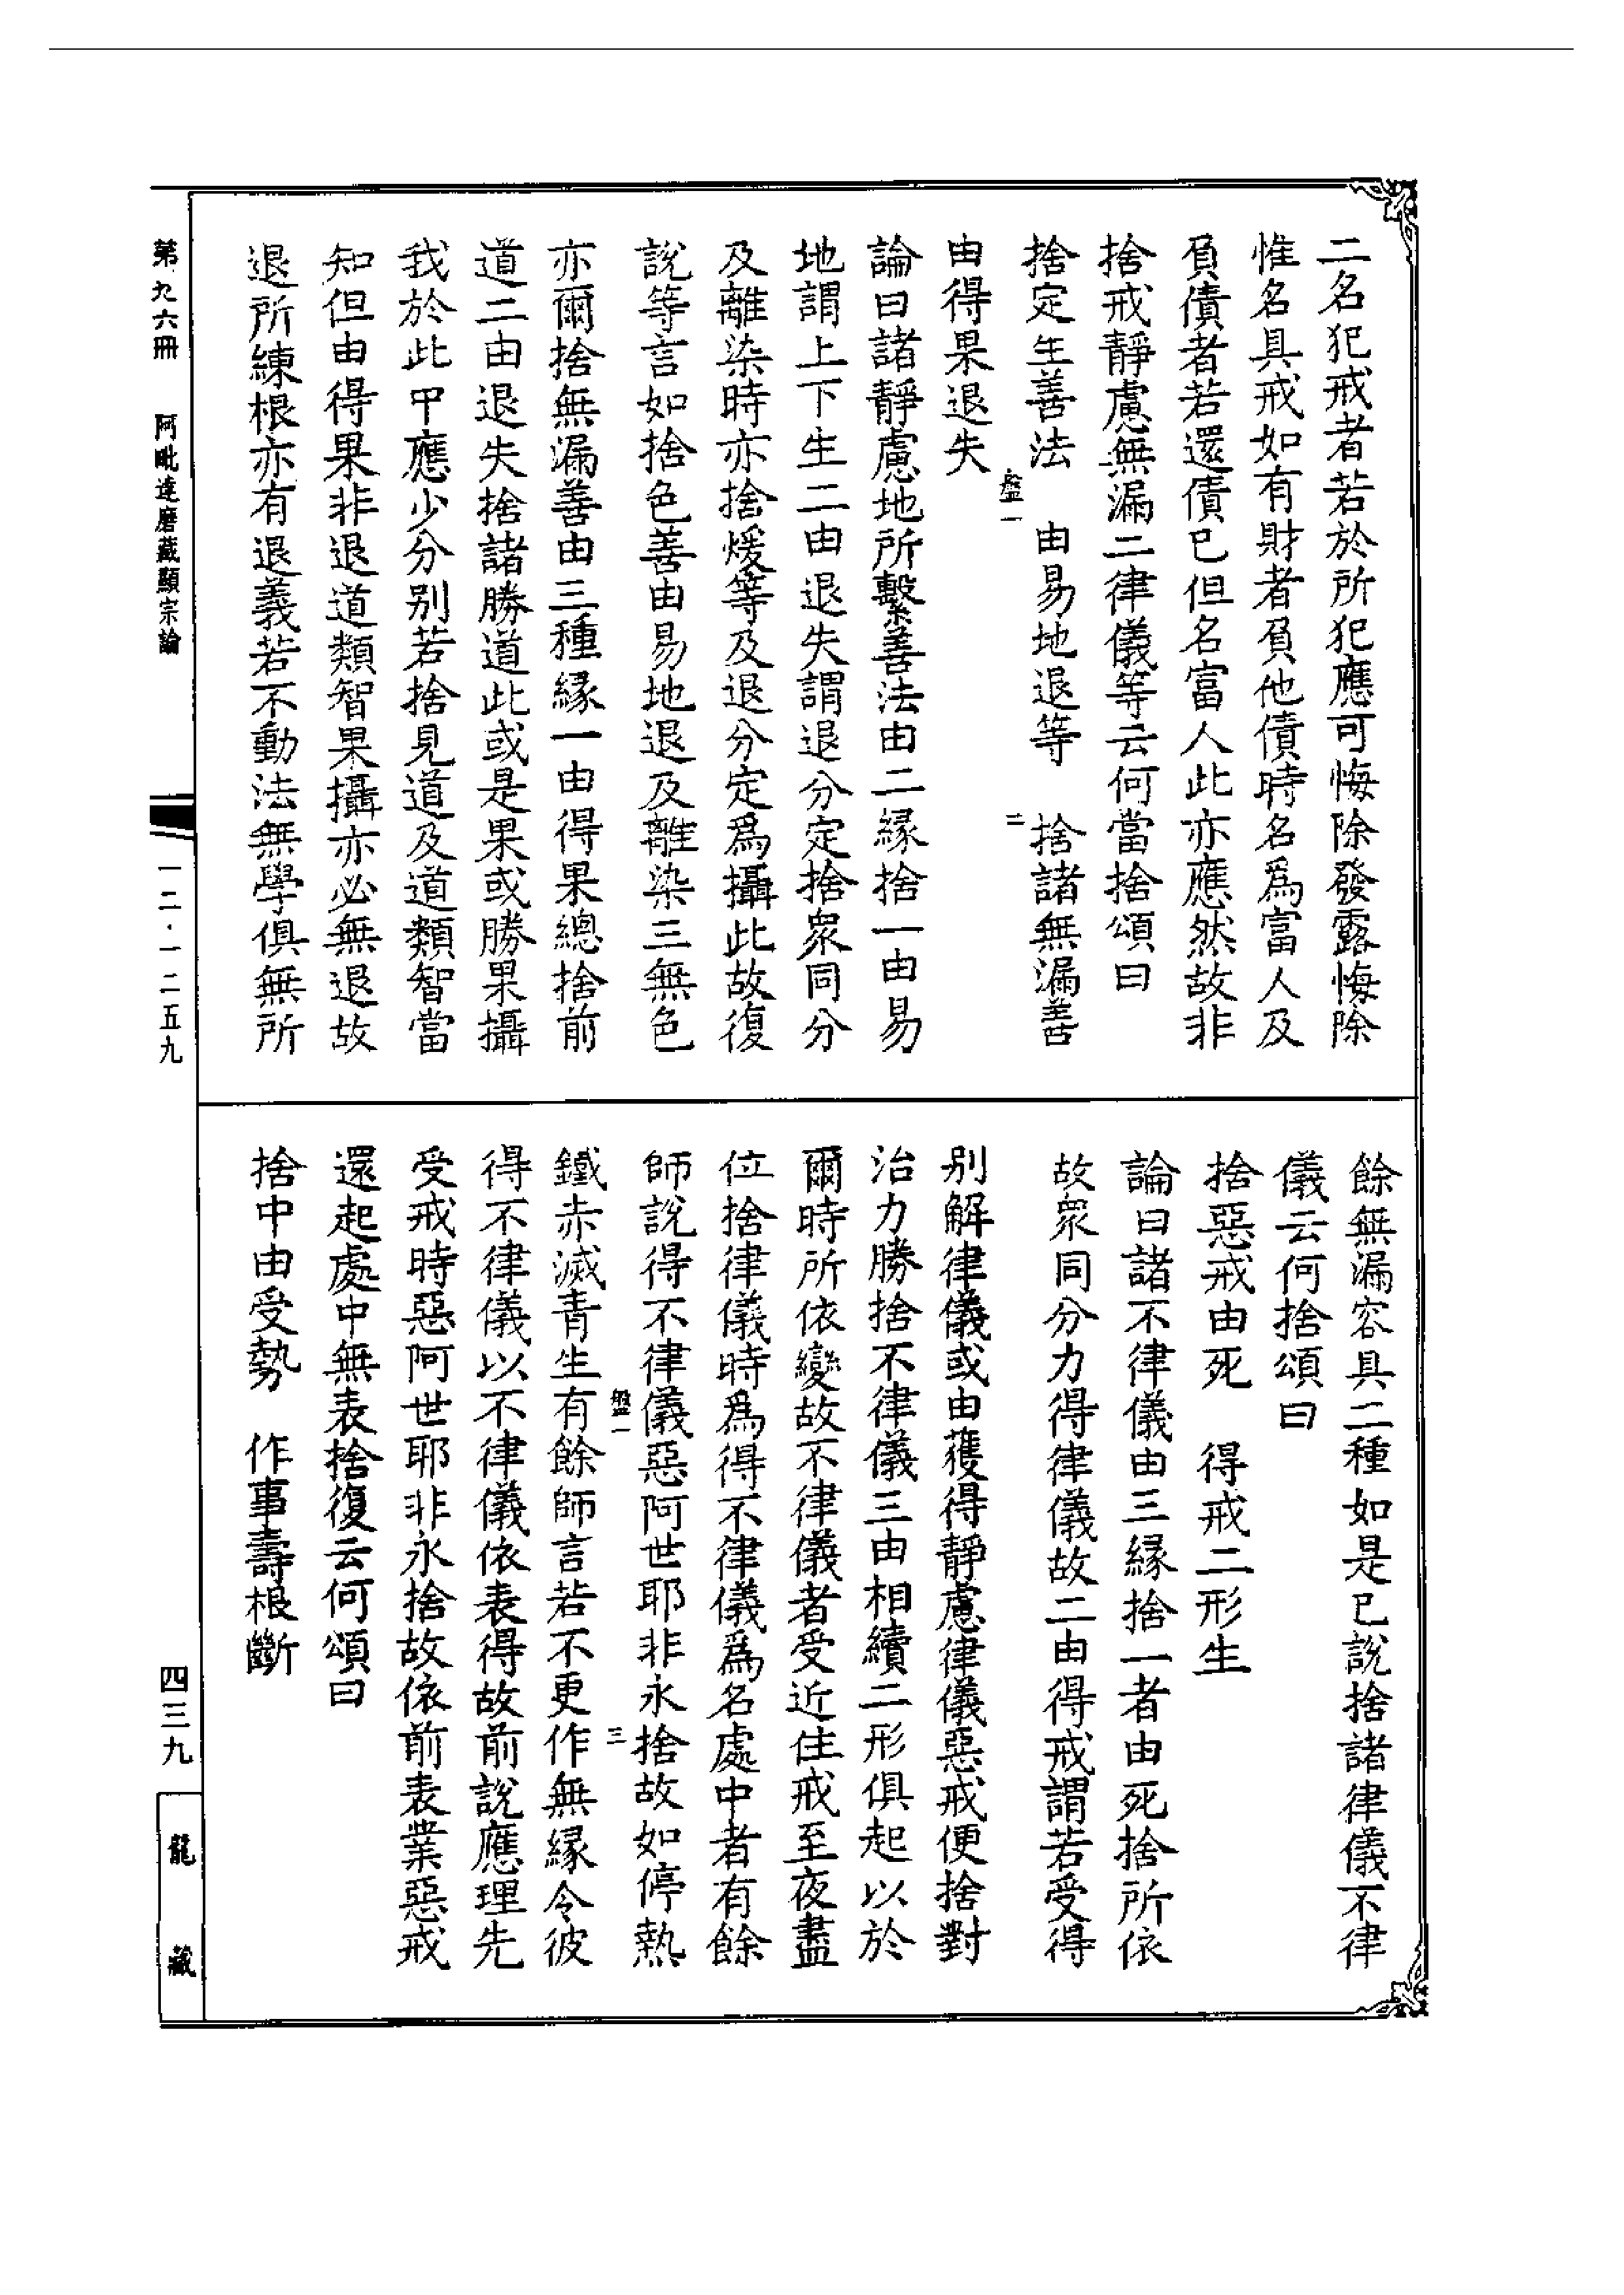 二名犯戒者若於所犯應可悔除發露悔除
惟名具戒如有財者負他債時名爲富人及
負債者若還債已但名富人此亦應然故非
捨戒靜慮無漏二律儀等云何當捨頌曰
捨定生善法　由易地退等　捨諸無漏善
盤一
二
由得果退失
論曰諸靜慮地所繫善法由二緣捨一由易
地謂上下生二由退失謂退分定捨衆同分
及離染時亦捨煖等及退分定爲攝此故復
說等言如捨色善由易地退及離染三無色
亦爾捨無漏善由三種緣一由得果總捨前
道二由退失捨諸勝道此或是果或勝果攝
我於此中應少分別若捨見道及道類智當
知但由得果非退道類智果攝亦必無退故
退所練根亦有退義若不動法無學俱無所
餘無漏容具二種如是已說捨諸律儀不律
儀云何捨頌曰
捨惡戒由死　得戒二形生
論曰諸不律儀由三緣捨一者由死捨所依
故衆同分力得律儀故二由得戒謂若受得
別解律儀或由獲得靜慮律儀惡戒便捨對
治力勝捨不律儀三由相續二形俱起以於
爾時所依變故不律儀者受近住戒至夜盡
位捨律儀時爲得不律儀爲名處中者有餘
師說得不律儀惡阿世耶非永捨故如停熱
盤一
三
鐵赤滅青生有餘師言若不更作無緣令彼
得不律儀以不律儀依表得故前說應理先
受戒時惡阿世耶非永捨故依前表業惡戒
還起處中無表捨復云何頌曰
捨中由受勢　作事壽根斷
第九六冊　阿毗達磨藏顯宗論
一二·一二五九
四三九
龍藏